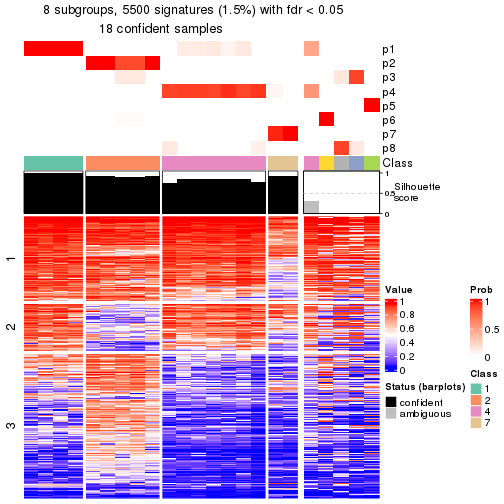 8 subgroups, 5500 signatures (1.5%) with fdr < 0.05
18 confident samples
p1
p2
p3
p4
p5
p6
p7
p8
Class
1
0.5
0
Silhouette
score
1
2
3
Value
1
0.8
0.6
0.4
0.2
0
Status (barplots)
confident
ambiguous
Prob
1
0.5
0
Class
1
2
4
7